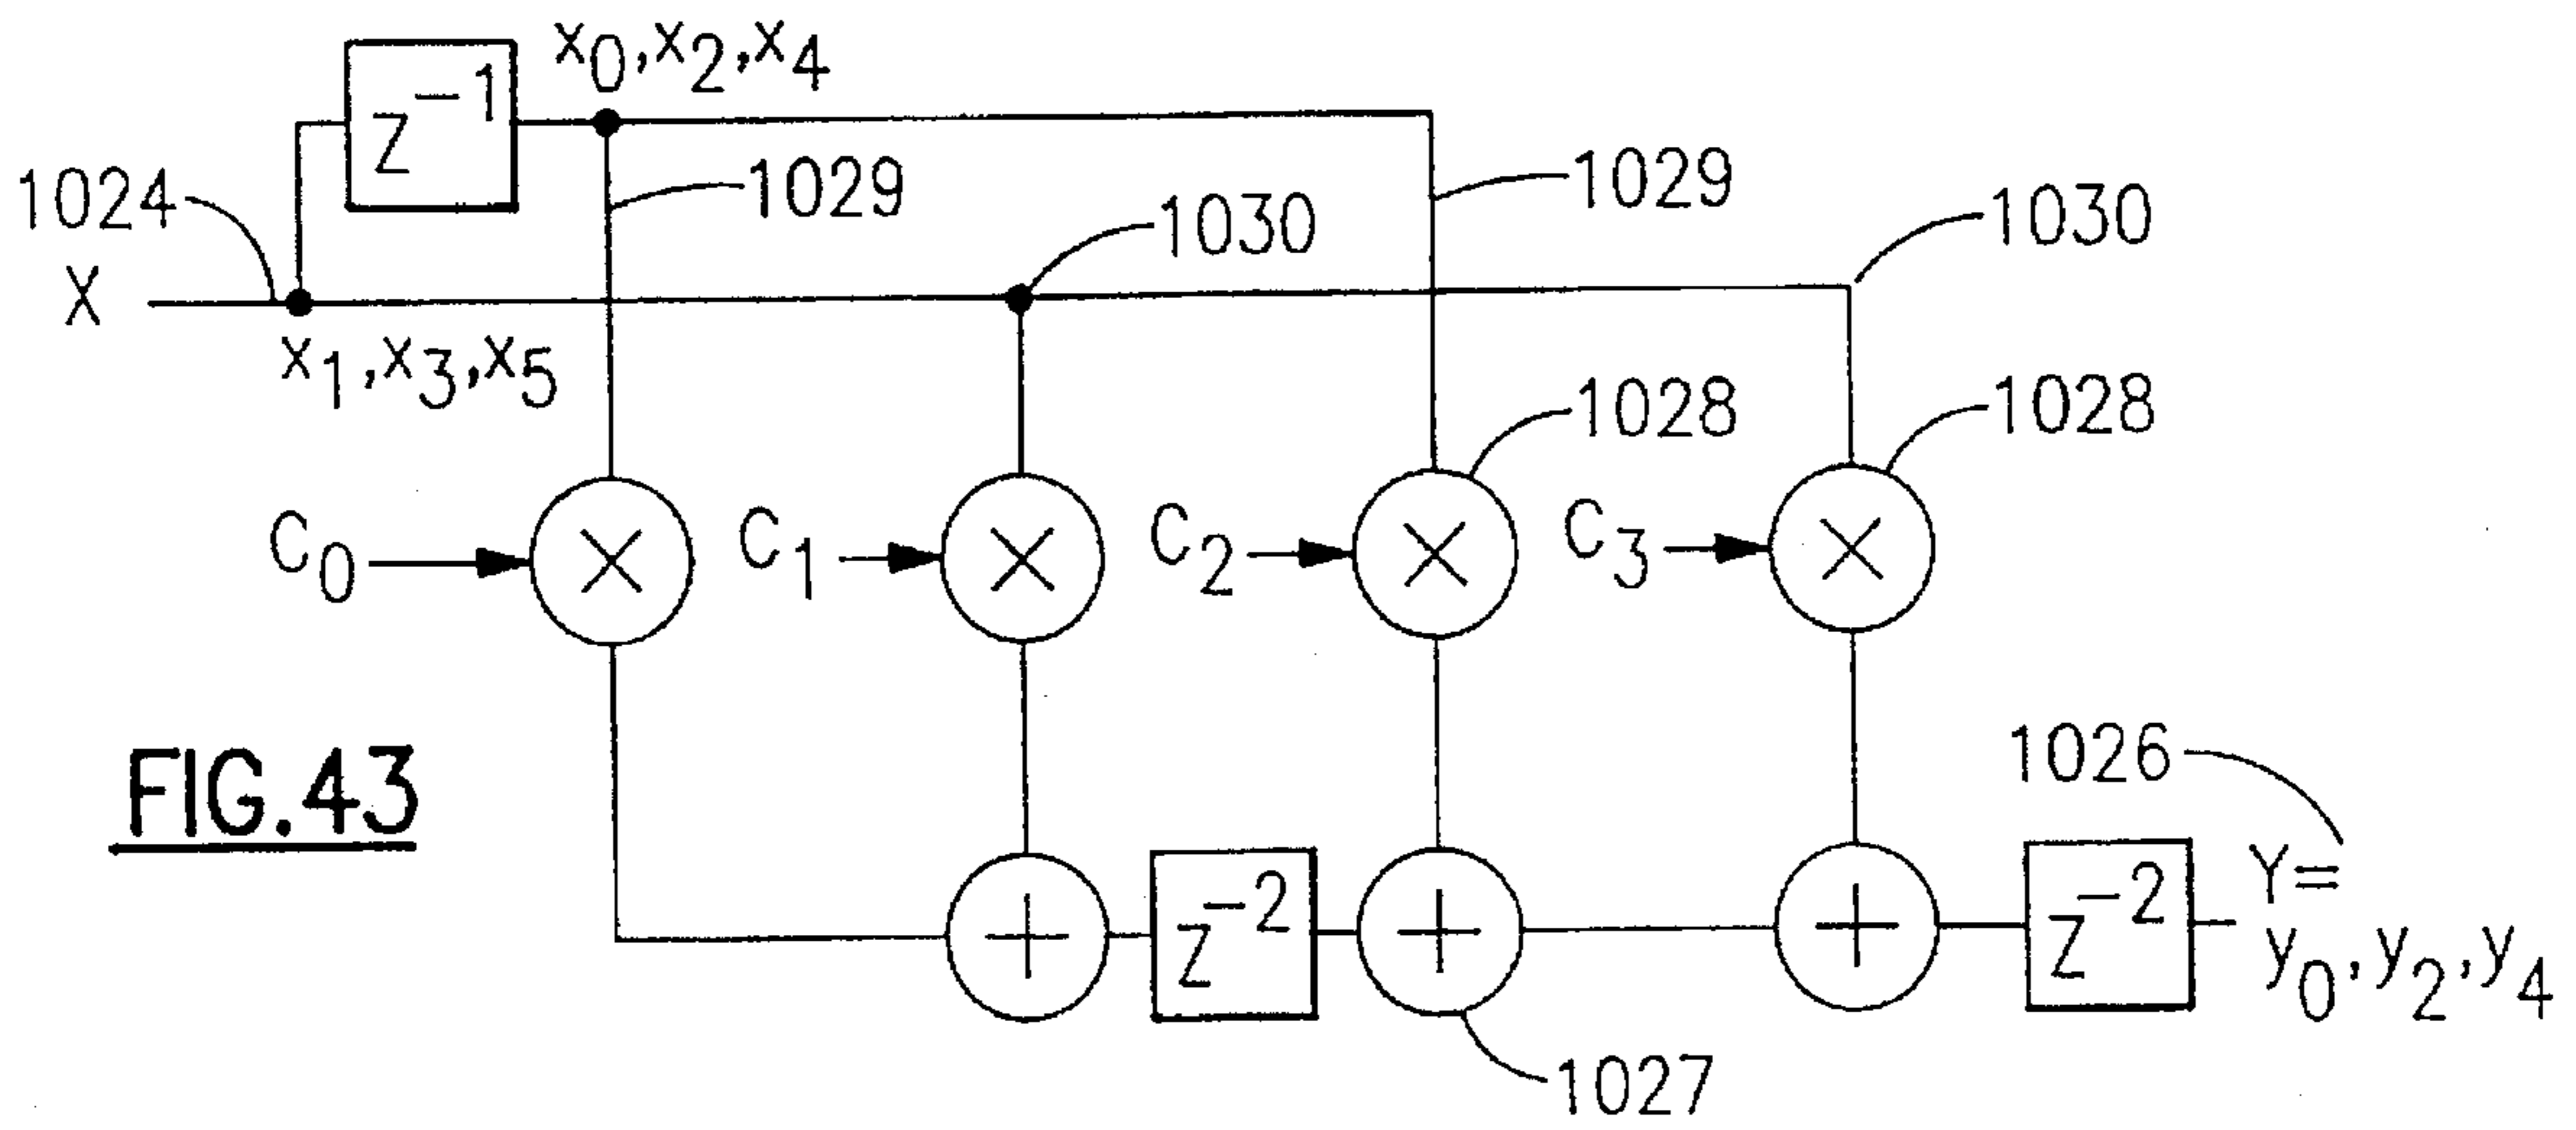 x0,x2,x4
z-1
1024
1029
1029
1030
1030
X
x1,x3,x5
1028
1028
C0
C1
C2
C3
×
×
×
×
FIG.43
1026
+
z-2
+
+
z-2
Y=
y0,y2,y4
1027